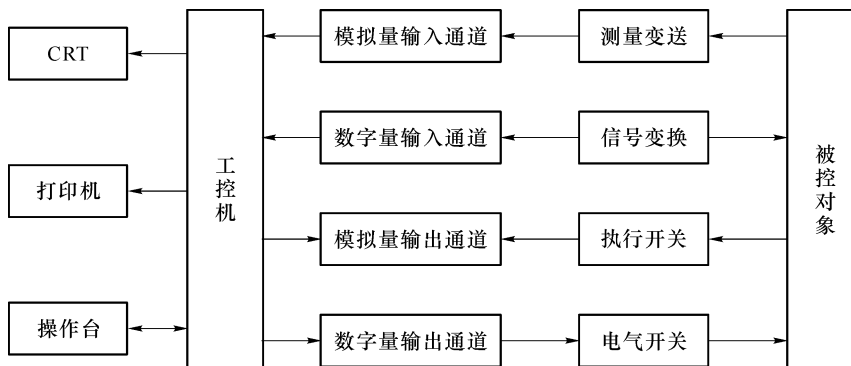 CRT
打印机
操作台
工控机
模拟量输入通道
测量变送
数字量输入通道
信号变换
模拟量输出通道
执行开关
数字量输出通道
电气开关
被控对象